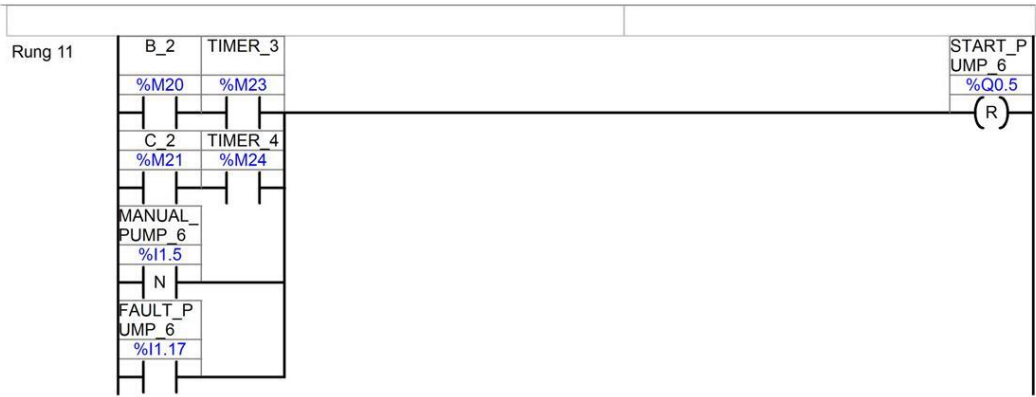 Rung 11
B_2
TIMER_3
START_P
UMP_6
%M20
%M23
%Q0.5
R
C_2
TIMER_4
%M21
%M24
MANUAL_
PUMP_6
%I1.5
N
FAULT_P
UMP_6
%I1.17